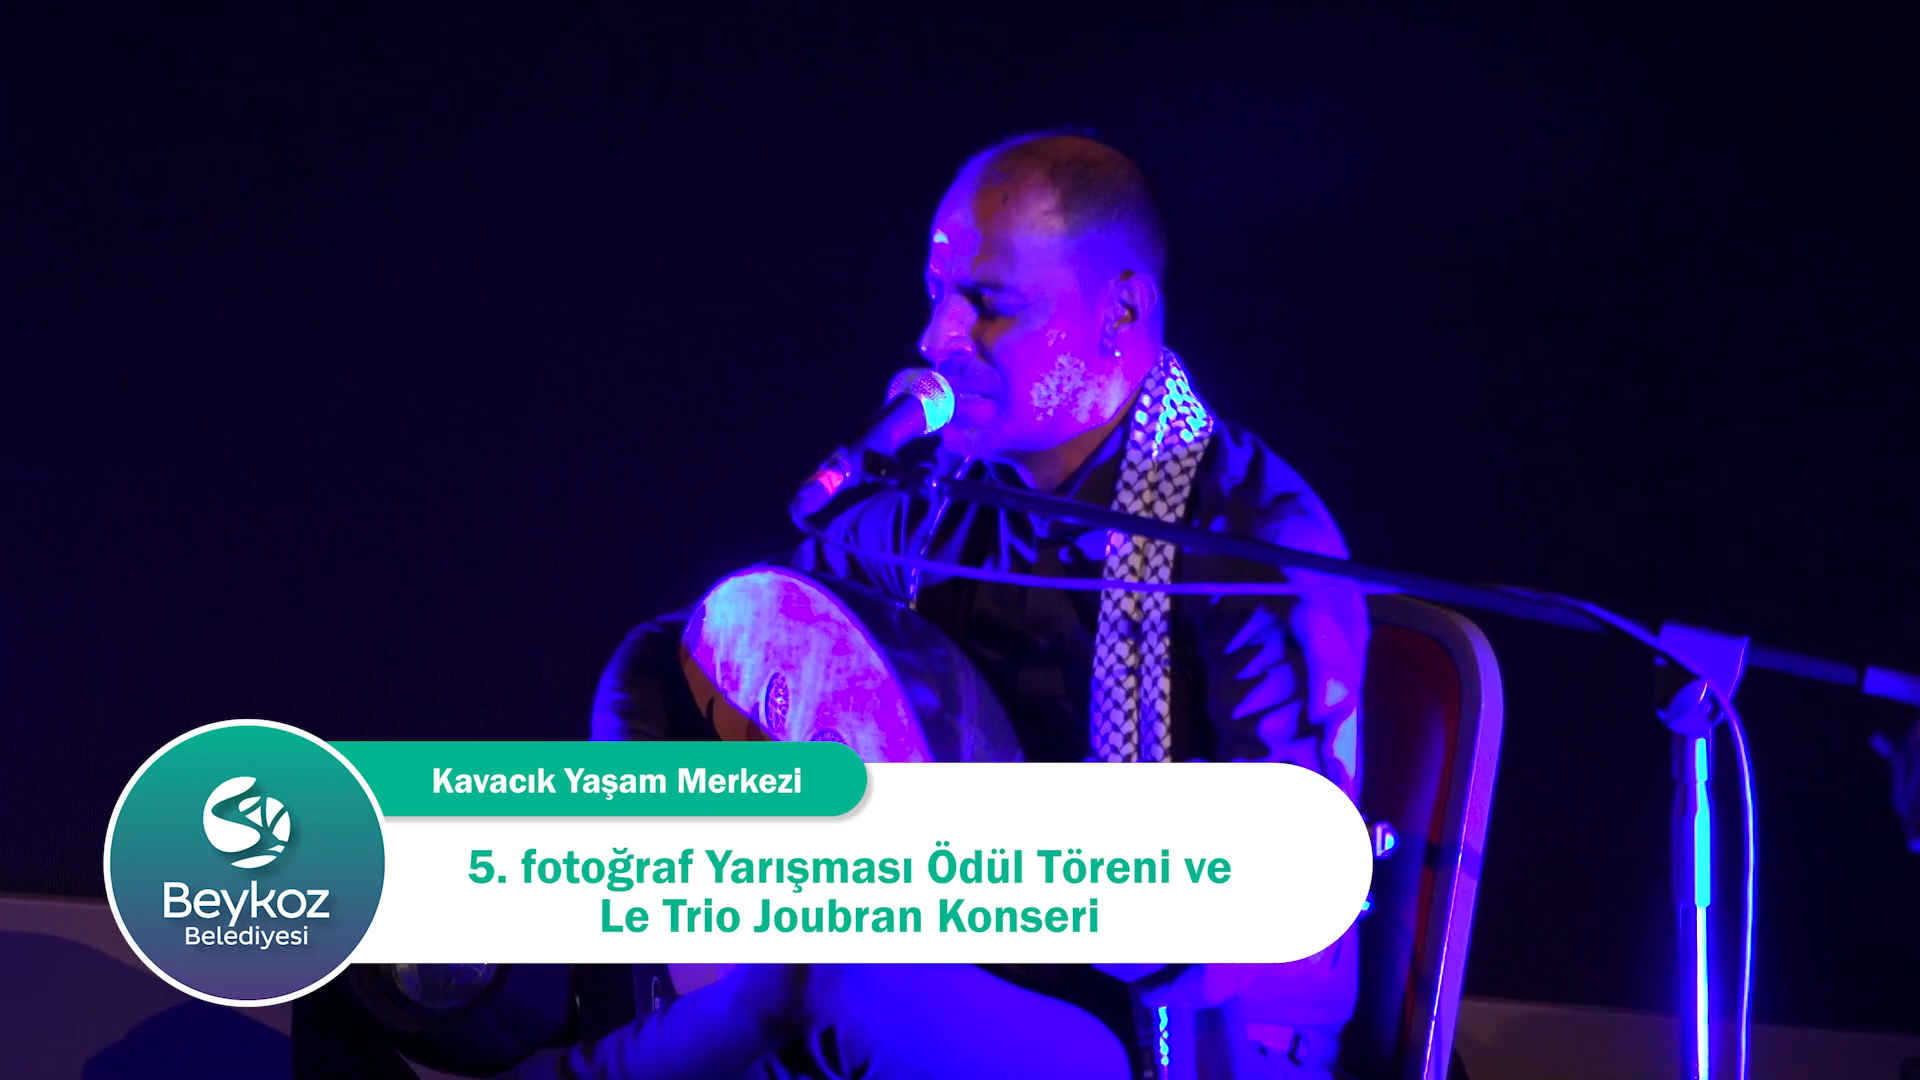 Kavacık Yaşam Merkezi
5. fotoğraf Yarışması Ödül Töreni ve
Le Trio Joubran Konseri
Beykoz
Belediyesi